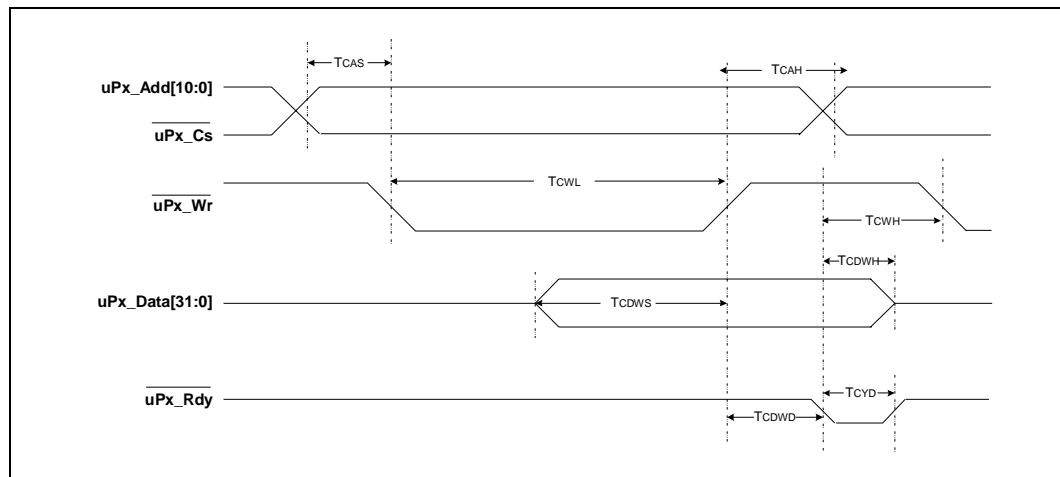 TCAS
TCAH
uPx_Add[10:0]
uPx_Cs
TCWL
uPx_Wr
TCWH
TCDWH
uPx_Data[31:0]
TCDWS
uPx_Rdy
TCYD
TCDWD